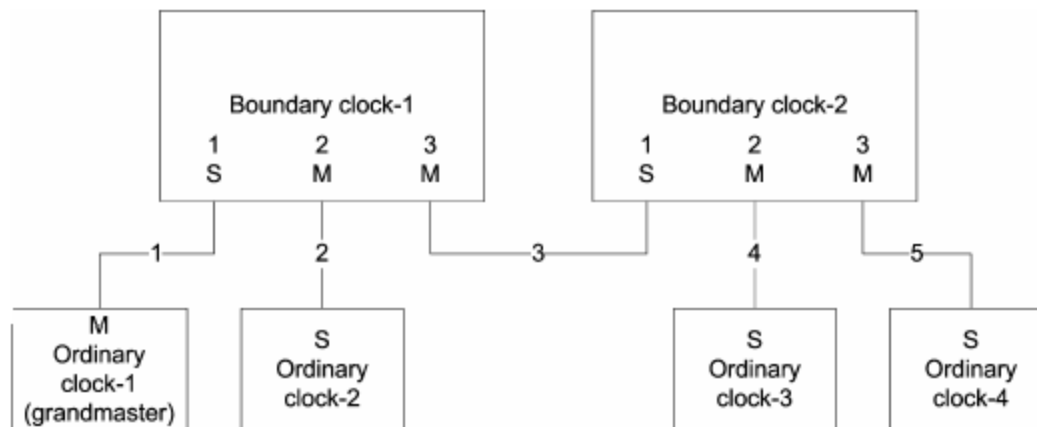 Boundary clock-1
1 2 3
S M M
Boundary clock-2
1 2 3
S M M
1
2
3
4
5
M
Ordinary
clock-1
(grandmaster)
S
Ordinary
clock-2
S
Ordinary
clock-3
S
Ordinary
clock-4